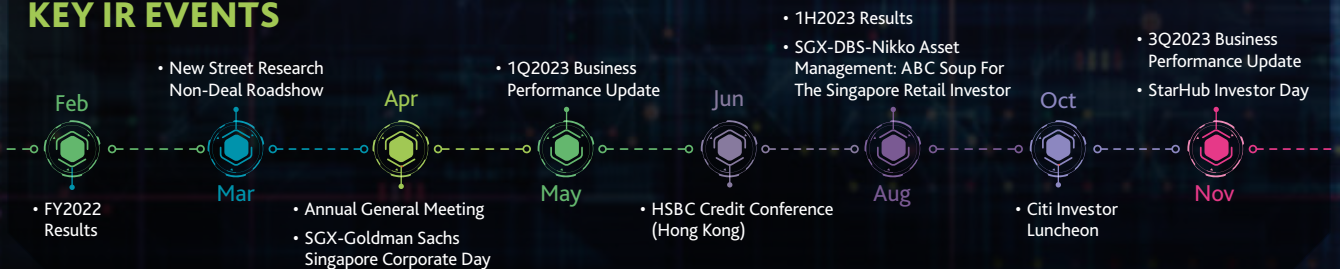 KEY IR EVENTS
Feb
• FY2022
Results
• New Street Research
Non-Deal Roadshow
Mar
Apr
• Annual General Meeting
• SGX-Goldman Sachs
Singapore Corporate Day
• 1Q2023 Business
Performance Update
May
Jun
• HSBC Credit Conference
(Hong Kong)
• 1H2023 Results
• SGX-DBS-Nikko Asset
Management: ABC Soup For
The Singapore Retail Investor
Aug
Oct
• Citi Investor
Luncheon
• 3Q2023 Business
Performance Update
• StarHub Investor Day
Nov